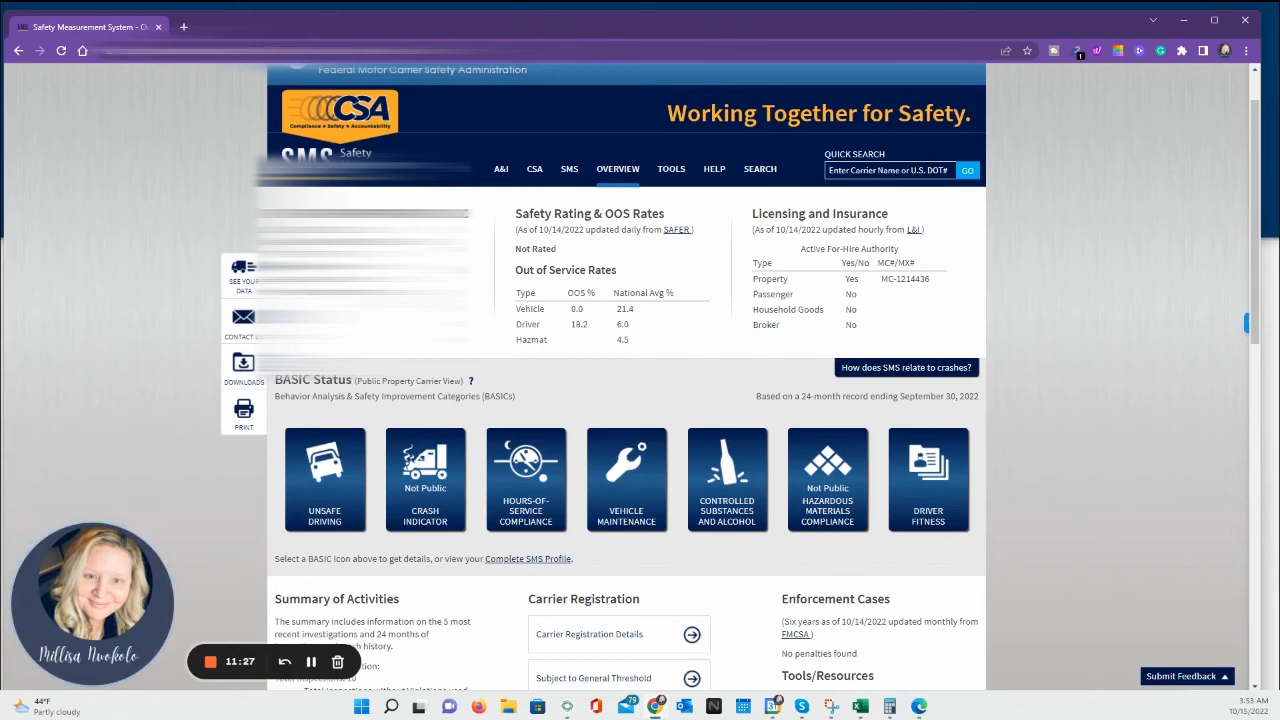 Safety Measurement System - Ov
Federal Motor Carrier Safety Administration
CSA
Compliance • Safety • Accountability
Working Together for Safety.
SMS Safety
A&I CSA SMS OVERVIEW TOOLS HELP SEARCH
QUICK SEARCH
Enter Carrier Name or U.S. DOT# GO
SEE YOUR
DATA
CONTACT
DOWNLOADS
PRINT
Safety Rating & OOS Rates
(As of 10/14/2022 updated daily from SAFER )
Not Rated
Out of Service Rates
Type OOS % National Avg %
Vehicle 0.0 21.4
Driver 18.2 6.0
Hazmat 4.5
Licensing and Insurance
(As of 10/14/2022 updated hourly from L&I )
Active For-Hire Authority
Type Yes/No MC#/MX#
Property Yes MC-1214436
Passenger No
Household Goods No
Broker No
How does SMS relate to crashes?
BASIC Status (Public Property Carrier View) ?
Behavior Analysis & Safety Improvement Categories (BASICs)
Based on a 24-month record ending September 30, 2022
UNSAFE
DRIVING
Not Public
CRASH
INDICATOR
HOURS-OF-
SERVICE
COMPLIANCE
VEHICLE
MAINTENANCE
CONTROLLED
SUBSTANCES
AND ALCOHOL
Not Public
HAZARDOUS
MATERIALS
COMPLIANCE
DRIVER
FITNESS
Select a BASIC icon above to get details, or view your Complete SMS Profile.
Summary of Activities
The summary includes information on the 5 most
recent investigations and 24 months of
history.
Carrier Registration
Carrier Registration Details
Subject to General Threshold
Enforcement Cases
(Six years as of 10/14/2022 updated monthly from
FMCSA )
No penalties found
Tools/Resources
Submit Feedback
Millisa Nwokolo
11:27
1
79
44°F
Partly cloudy
3:53 AM
10/15/2022